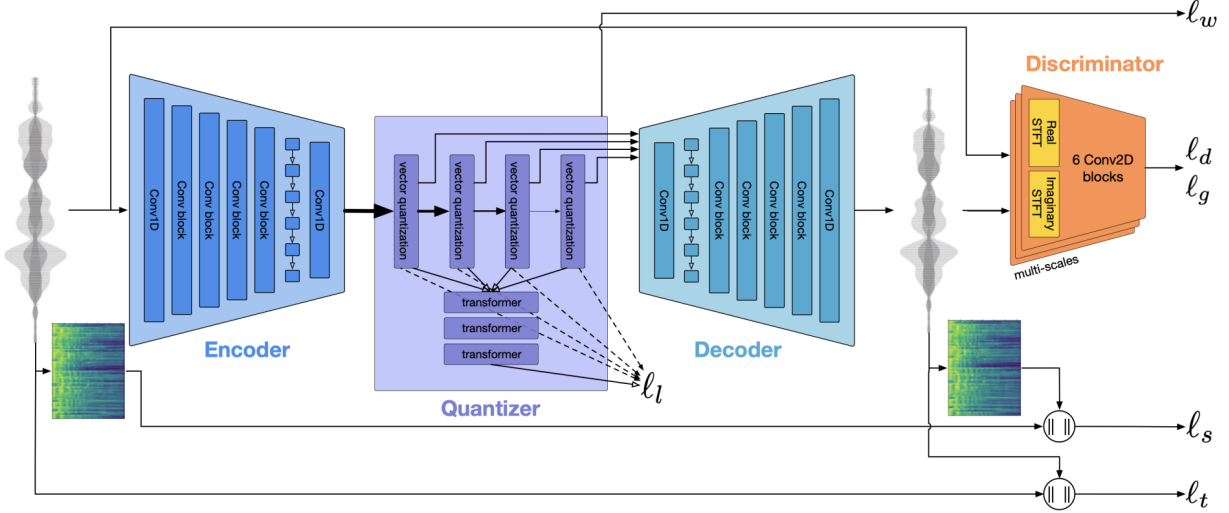 ℓw
Discriminator
Conv1D
Conv block
Conv block
Conv block
Conv block
Conv1D
Encoder
vector quantization
vector quantization
vector quantization
vector quantization
transformer
transformer
transformer
ℓl
Quantizer
Conv1D
Conv block
Conv block
Conv block
Conv block
Conv1D
Decoder
Real
STFT
Imaginary
STFT
6 Conv2D
blocks
multi-scales
ℓd
ℓg
|| ||
ℓs
|| ||
ℓt